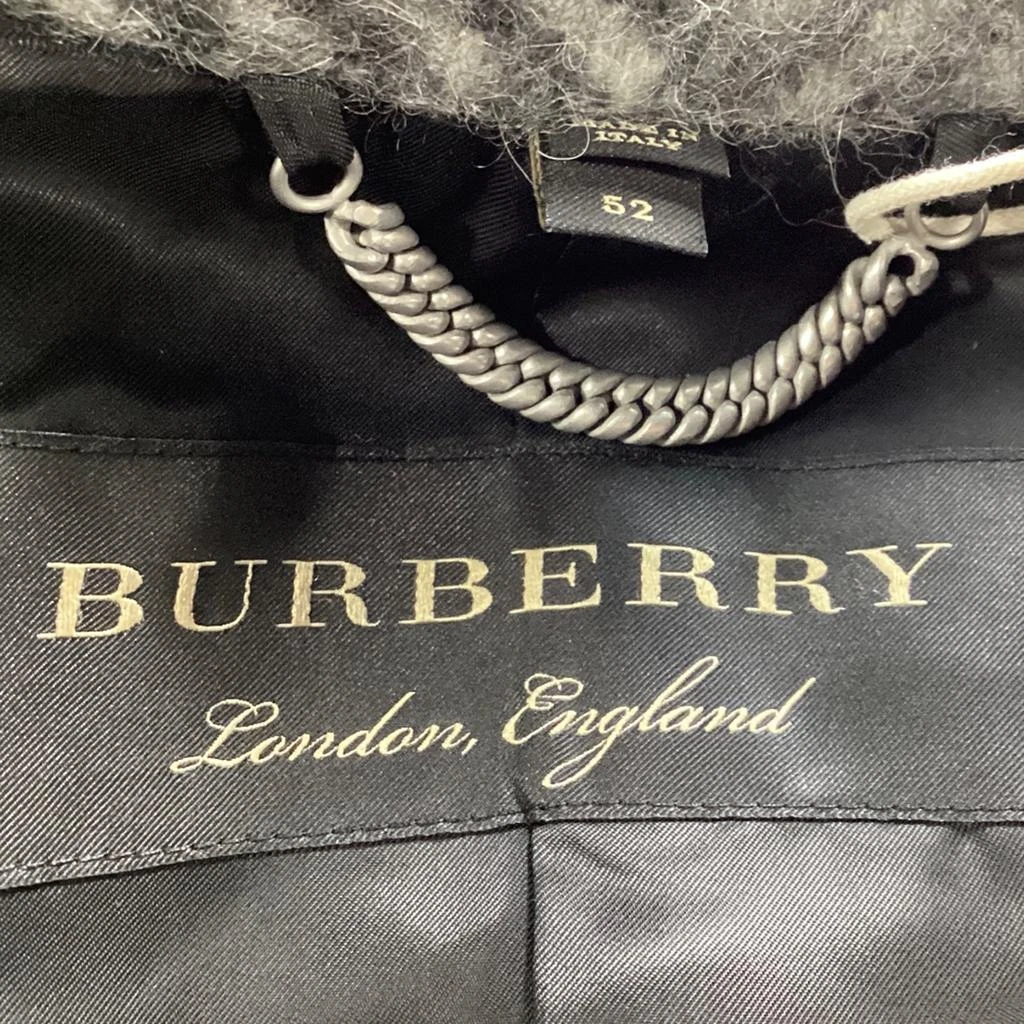 MADE IN
ITALY
52
BURBERRY
London, England